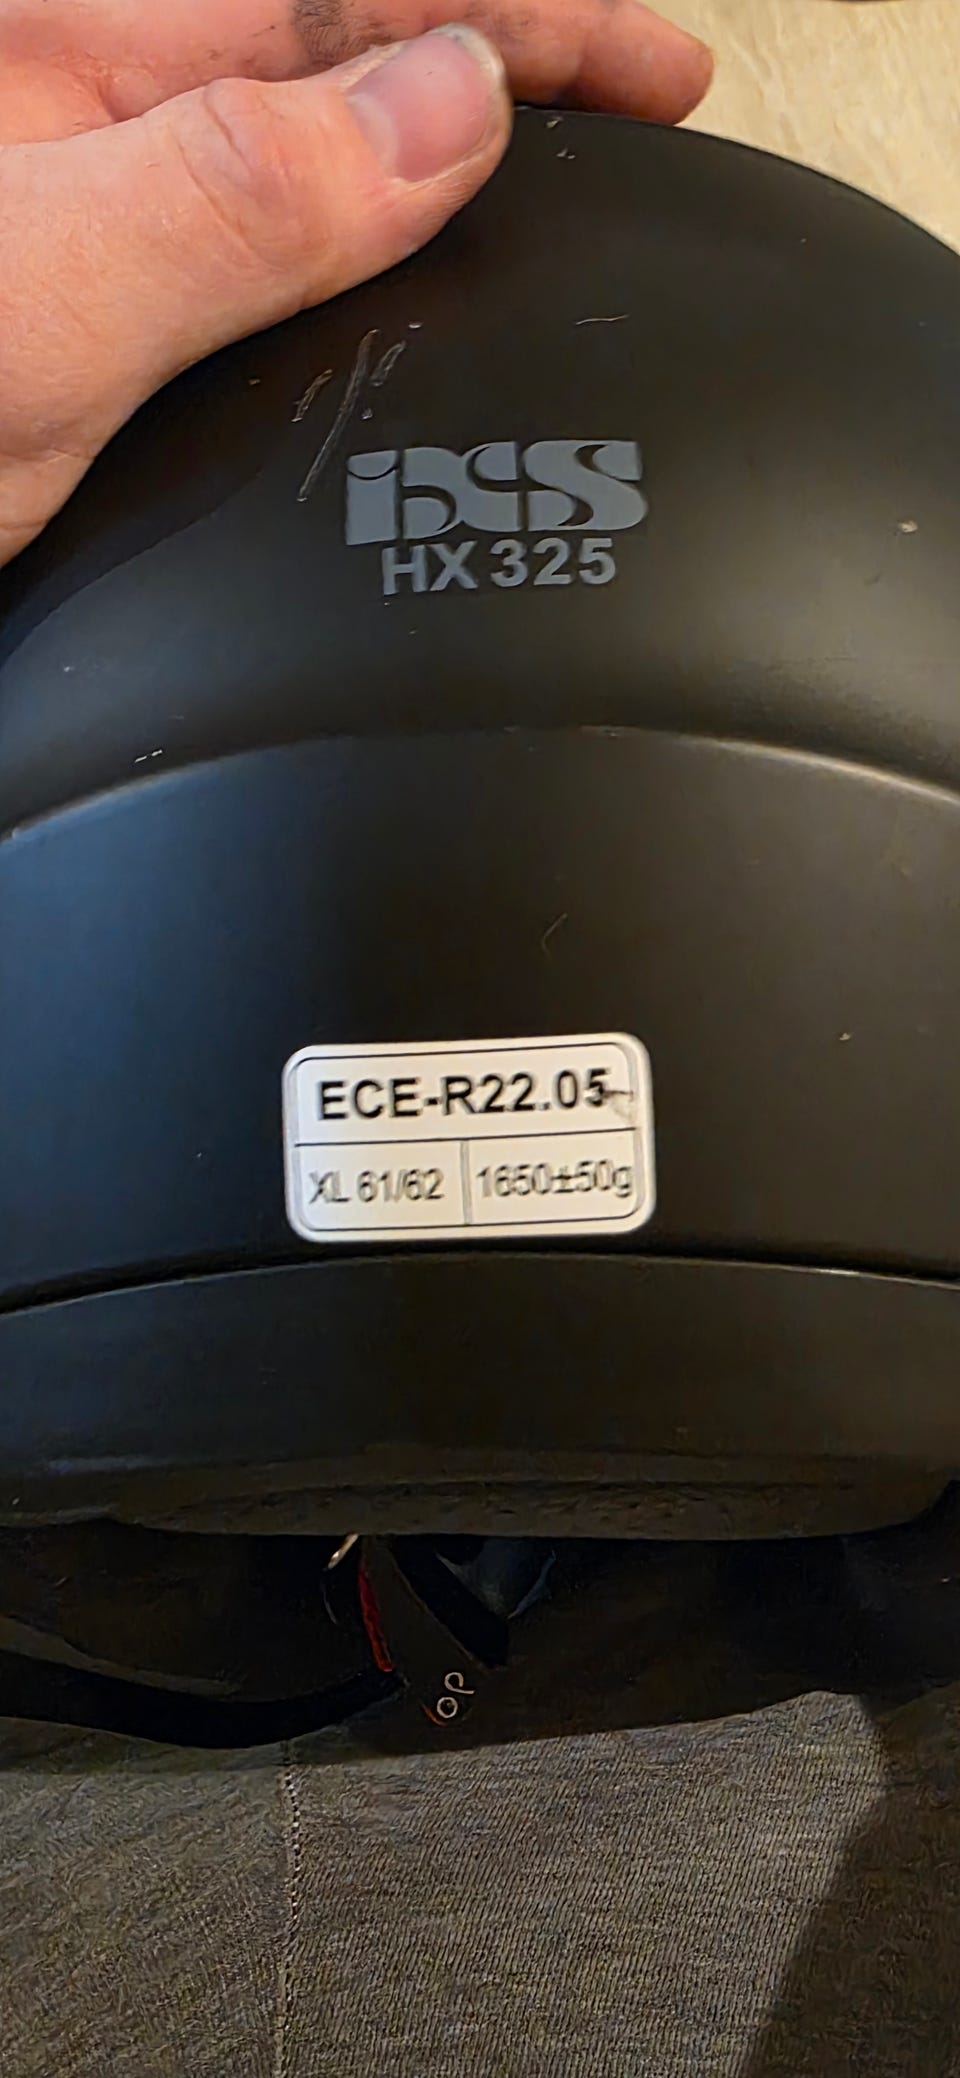 iXS
HX 325
ECE-R22.05
XL 61/62
1650±50g